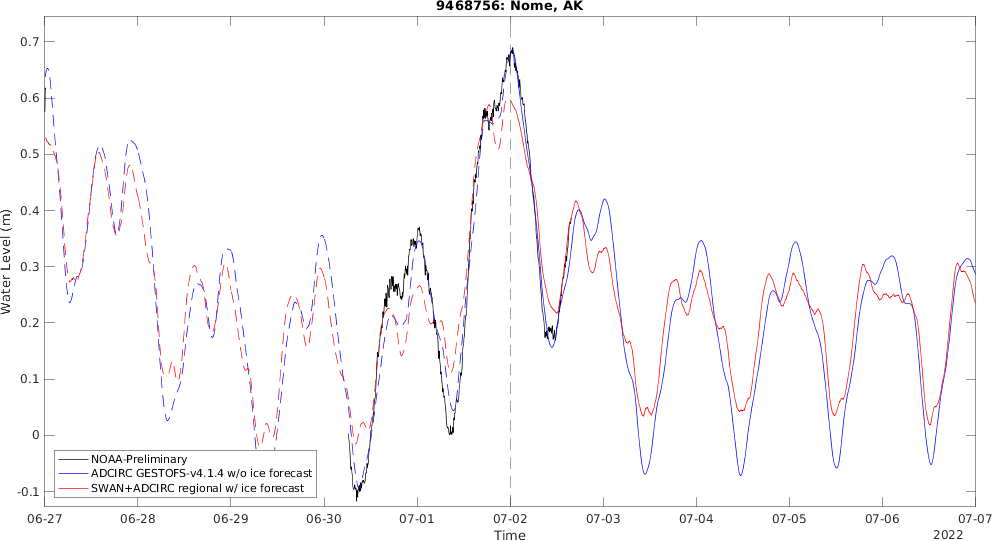 9468756: Nome, AK
Water Level (m)
0.7
0.6
0.5
0.4
0.3
0.2
0.1
0
-0.1
NOAA-Preliminary
ADCIRC GESTOFS-v4.1.4 w/o ice forecast
SWAN+ADCIRC regional w/ ice forecast
06-27 06-28 06-29 06-30 07-01 07-02 07-03 07-04 07-05 07-06 07-07
Time
2022